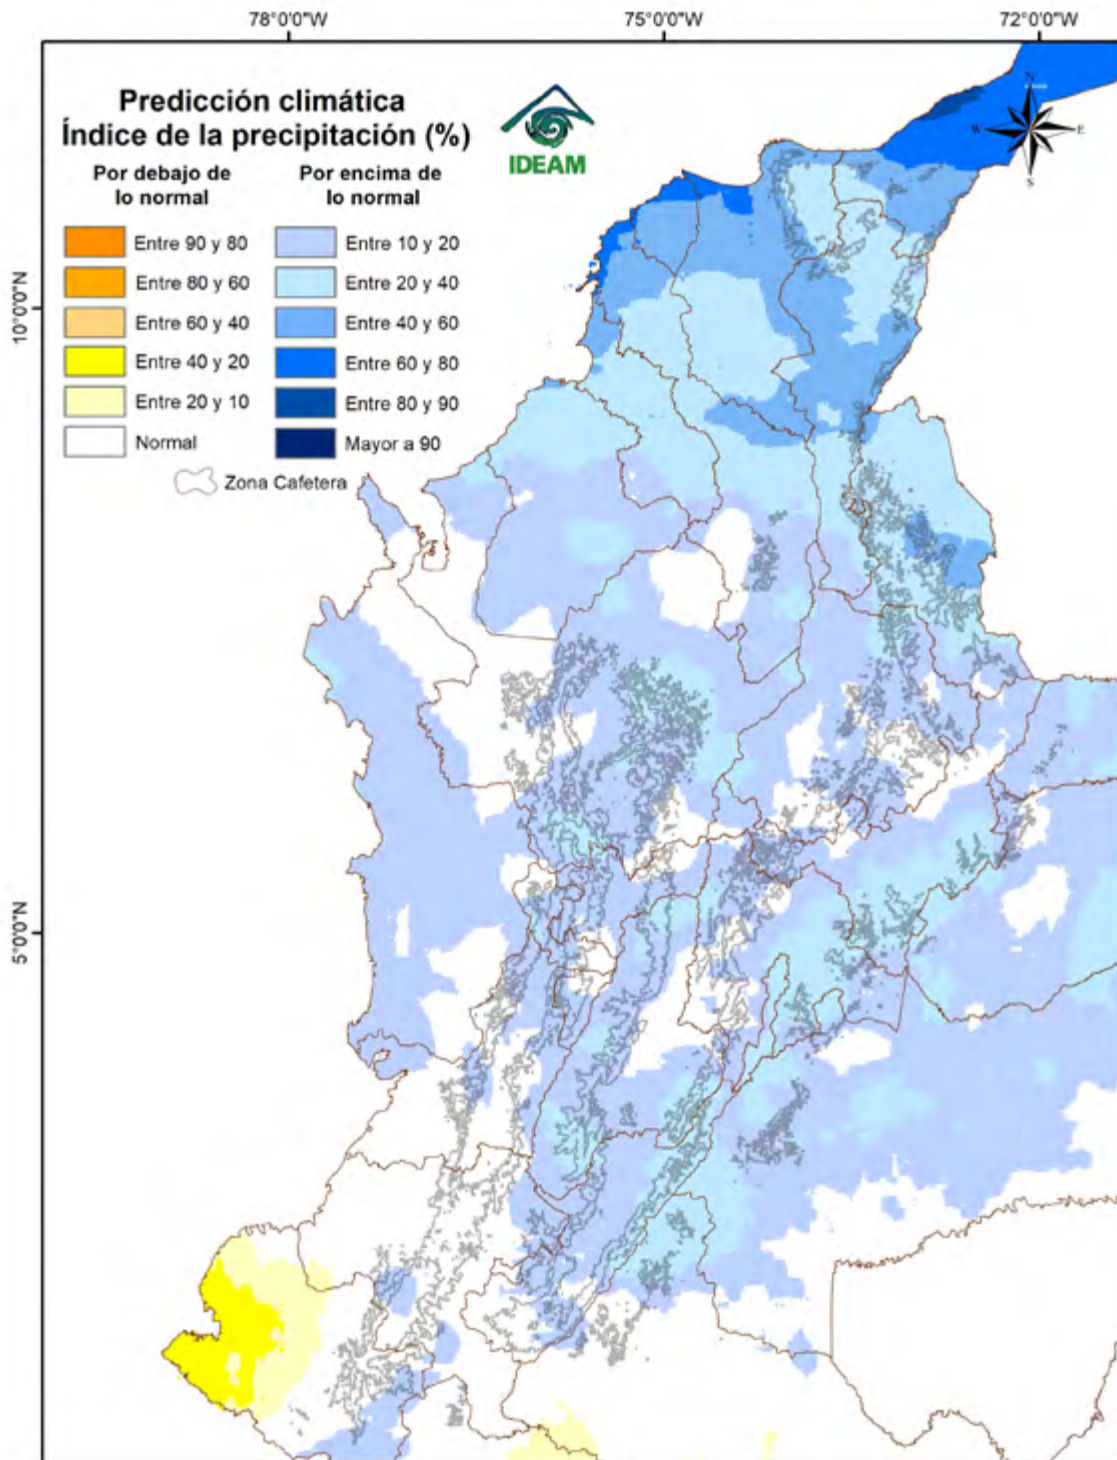 78°0'0"W
75°0'0"W
72°0'0"W
Predicción climática
Índice de la precipitación (%)
IDEAM
Por debajo de
lo normal
Por encima de
lo normal
Entre 90 y 80
Entre 10 y 20
Entre 80 y 60
Entre 20 y 40
Entre 60 y 40
Entre 40 y 60
Entre 40 y 20
Entre 60 y 80
Entre 20 y 10
Entre 80 y 90
Normal
Mayor a 90
Zona Cafetera
N
W
E
S
10°0'0"N
5°0'0"N